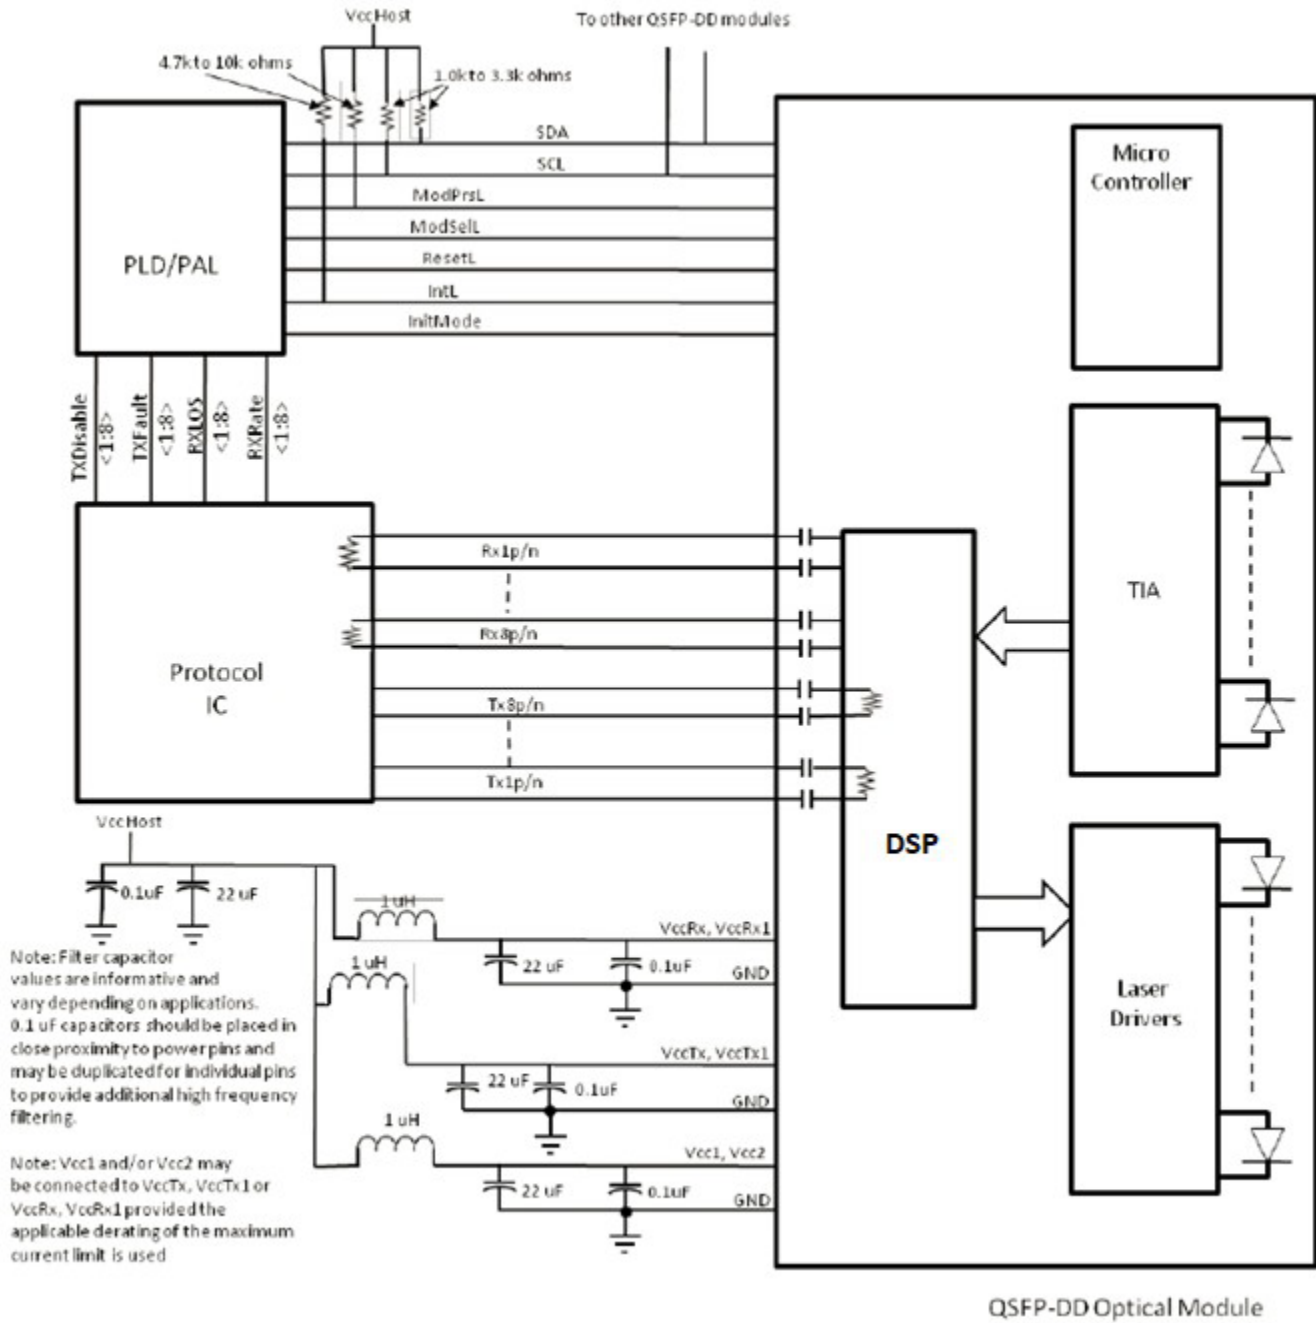 VccHost
To other QSFP-DD modules
4.7k to 10k ohms
1.0k to 3.3k ohms
SDA
SCL
ModPrsL
ModSelL
ResetL
IntL
InitMode
PLD/PAL
Micro
Controller
TXDisable
<1:8>
TXFault
<1:8>
RXLOS
<1:8>
RXRate
<1:8>
Rx1p/n
Rx8p/n
Tx8p/n
Tx1p/n
Protocol
IC
TIA
DSP
Laser
Drivers
VccHost
0.1uF
22 uF
1 uH
VccRx, VccRx1
22 uF
0.1uF
GND
1 uH
VccTx, VccTx1
22 uF
0.1uF
GND
1 uH
Vcc1, Vcc2
22 uF
0.1uF
GND
Note: Filter capacitor
values are informative and
vary depending on applications.
0.1 uf capacitors should be placed in
close proximity to power pins and
may be duplicated for individual pins
to provide additional high frequency
filtering.
Note: Vcc1 and/or Vcc2 may
be connected to VccTx, VccTx1 or
VccRx, VccRx1 provided the
applicable derating of the maximum
current limit is used
QSFP-DD Optical Module